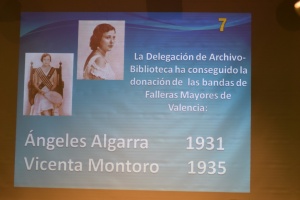 7
La Delegación de Archivo-
Biblioteca ha conseguido la
donación de las bandas de
Falleras Mayores de
Valencia:
Ángeles Algarra 1931
Vicenta Montoro 1935